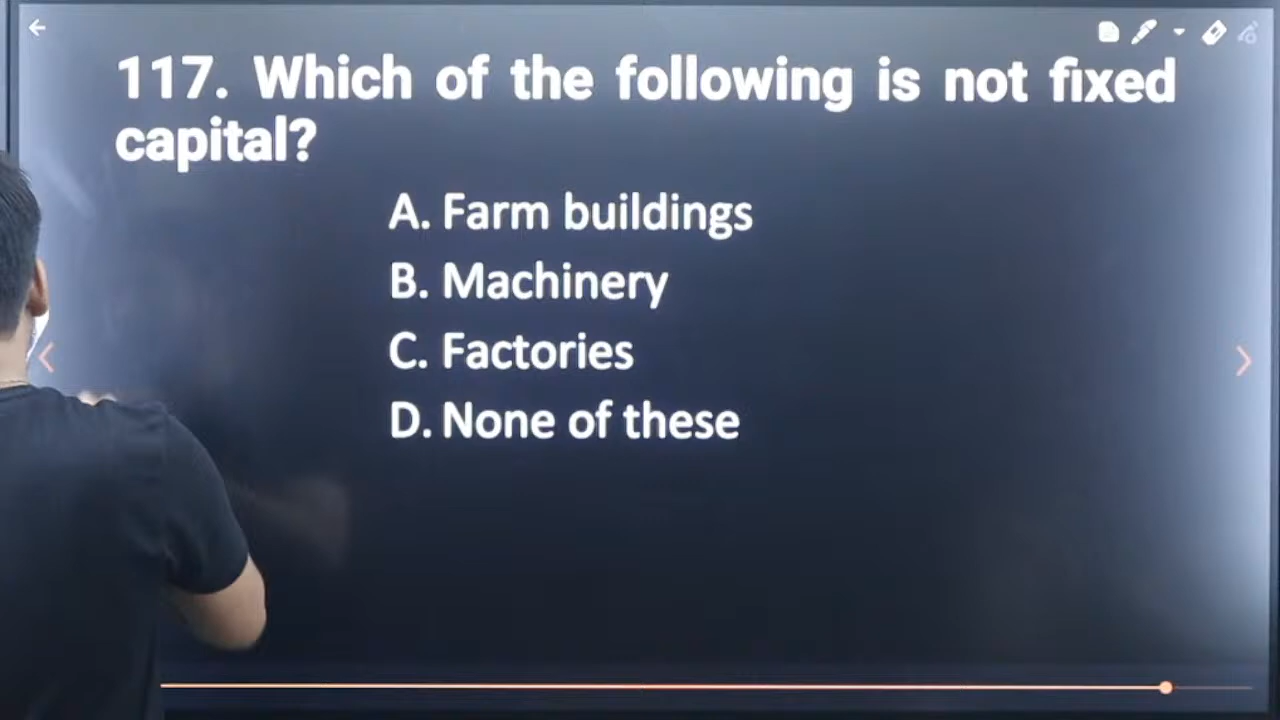 117. Which of the following is not fixed
capital?
A. Farm buildings
B. Machinery
C. Factories
D. None of these